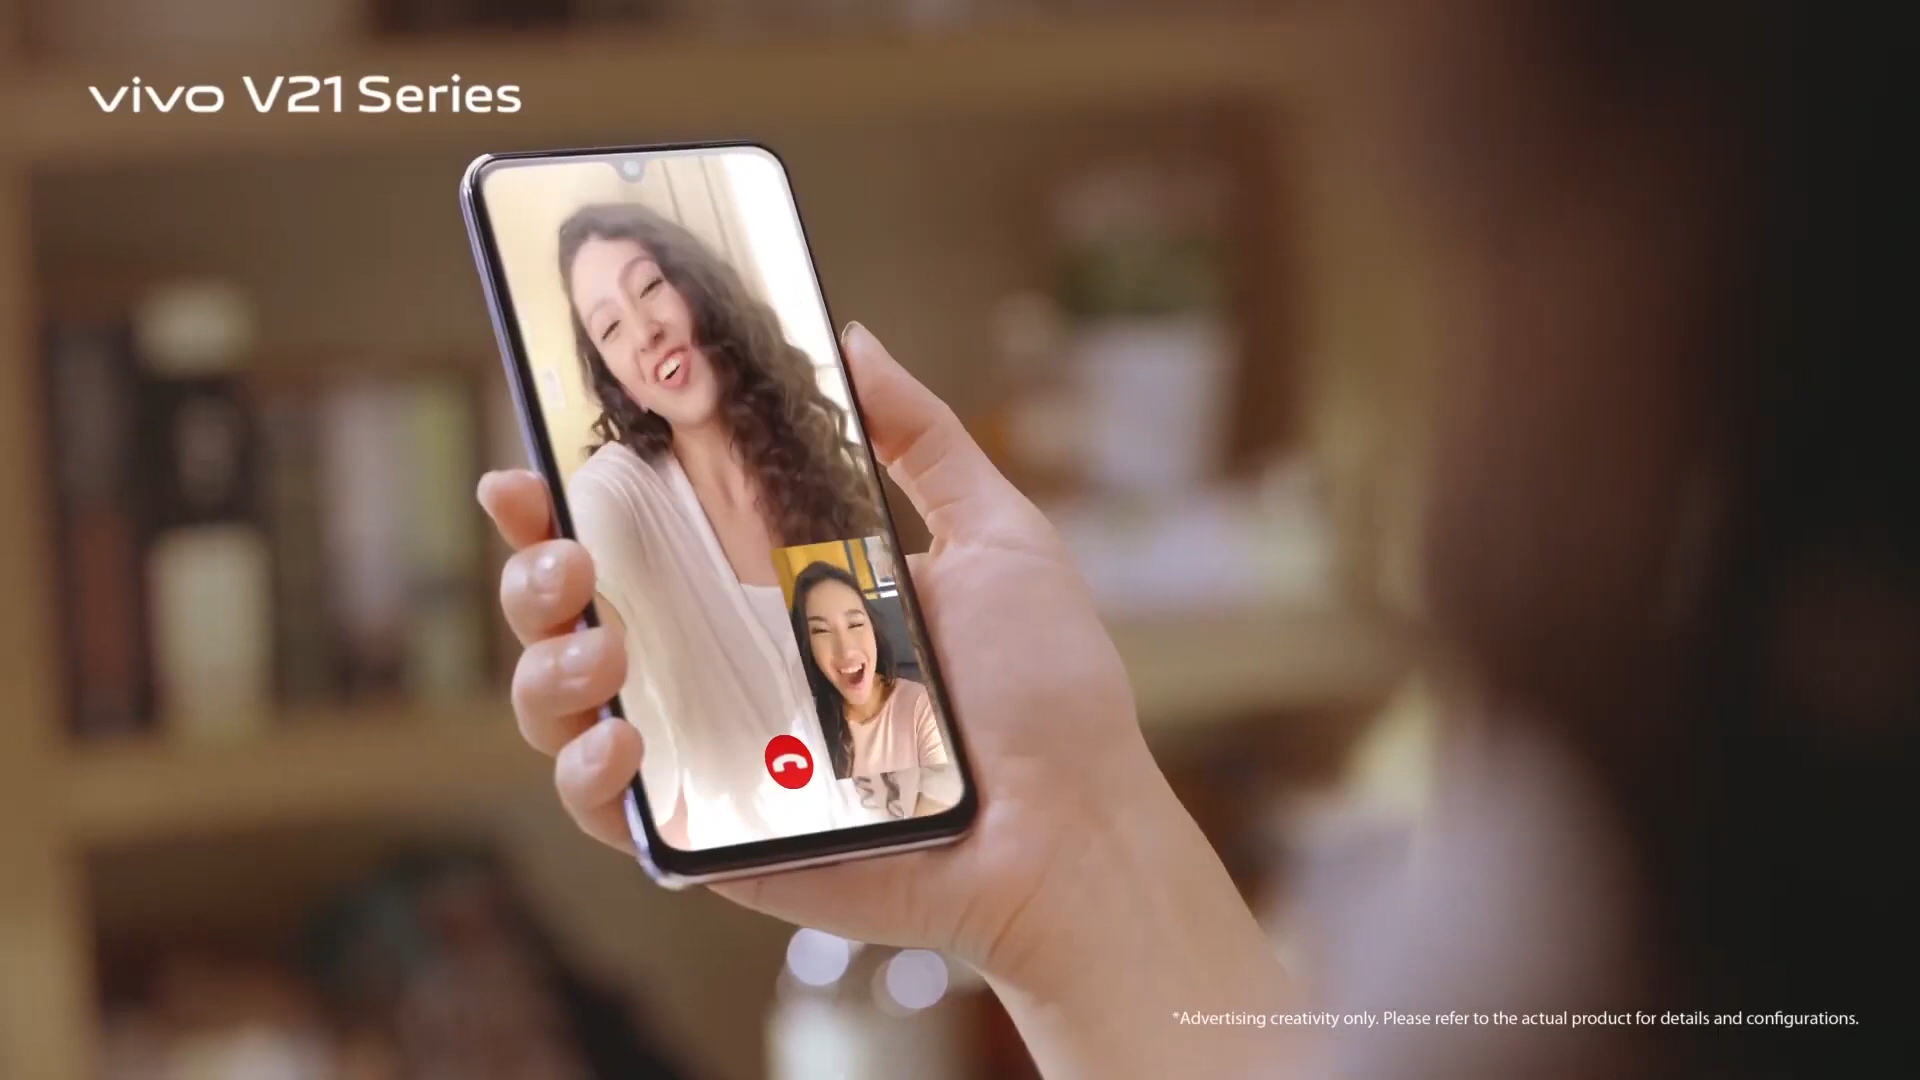 vivo V21 Series
*Advertising creativity only. Please refer to the actual product for details and configurations.